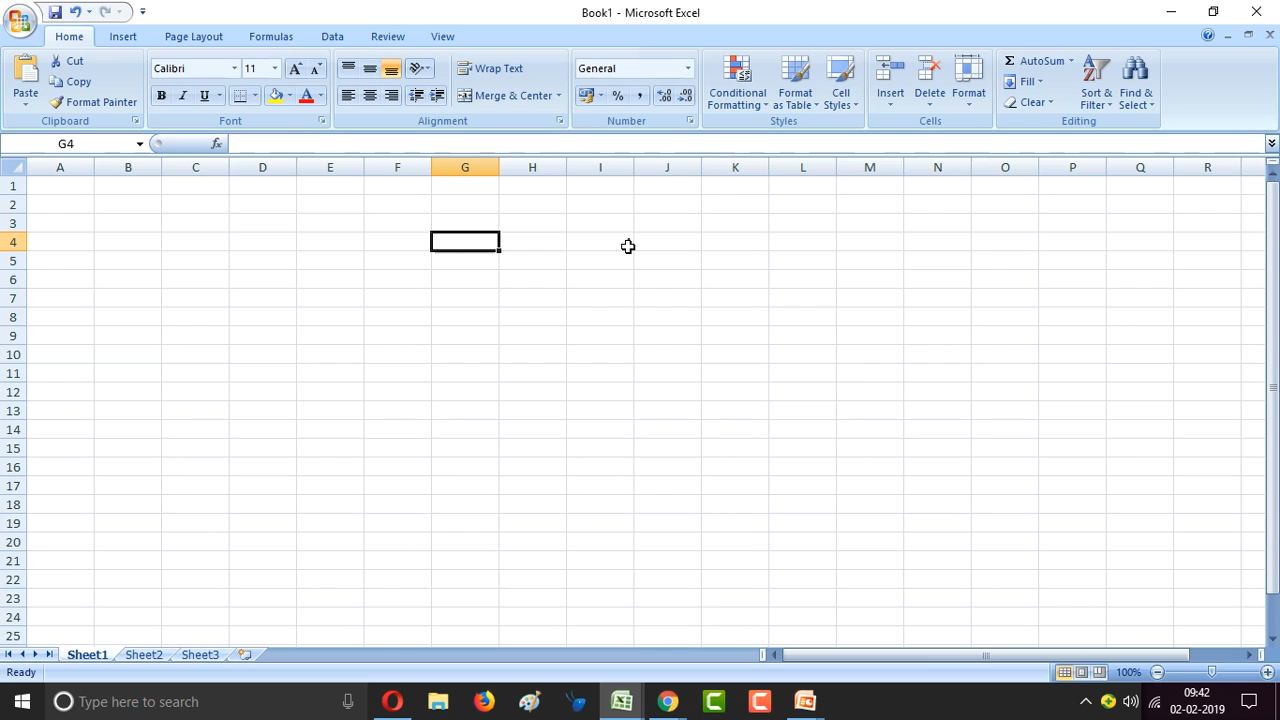 Book1 - Microsoft Excel
Home Insert Page Layout Formulas Data Review View
Paste
Cut
Copy
Format Painter
Clipboard
Calibri 11
B I U
Font
Wrap Text
Merge & Center
Alignment
General
% ,
Number
Conditional Formatting
Format as Table
Cell Styles
Styles
Insert Delete Format
Cells
Σ AutoSum
Fill
Clear
Sort & Filter
Find & Select
Editing
G4 fx
A B C D E F G H I J K L M N O P Q R
1
2
3
4
5
6
7
8
9
10
11
12
13
14
15
16
17
18
19
20
21
22
23
24
25
Sheet1 Sheet2 Sheet3
Ready 100%
Type here to search
09:42
02-02-2019